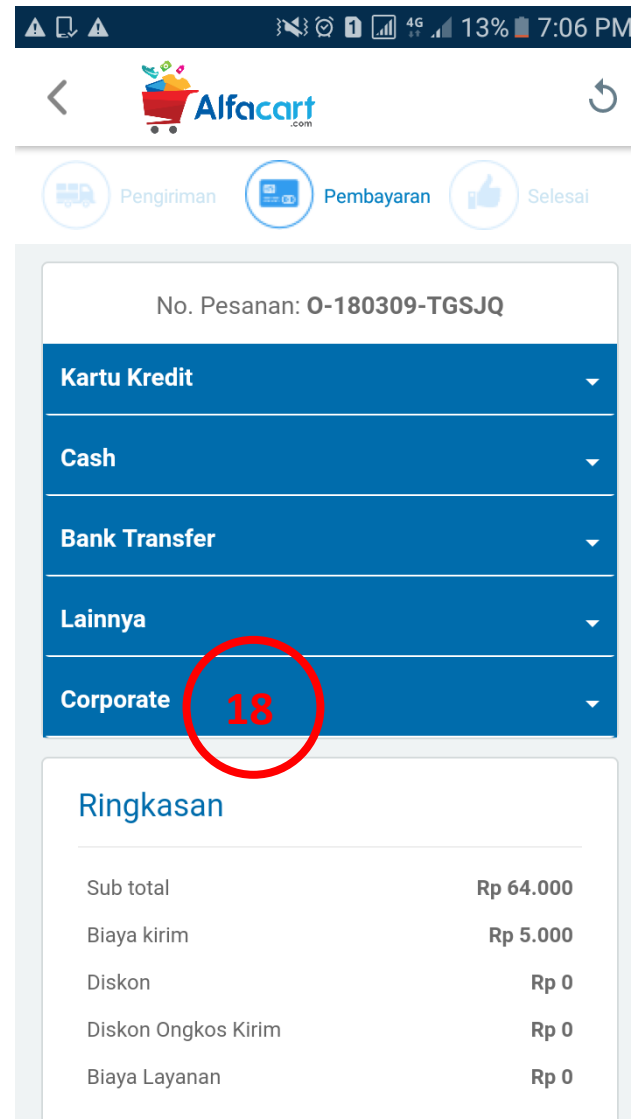 1 4G 13% 7:06 PM
Alfacart
.com
Pengiriman Pembayaran Selesai
No. Pesanan: O-180309-TGSJQ
Kartu Kredit
Cash
Bank Transfer
Lainnya
Corporate 18
Ringkasan
Sub total Rp 64.000
Biaya kirim Rp 5.000
Diskon Rp 0
Diskon Ongkos Kirim Rp 0
Biaya Layanan Rp 0